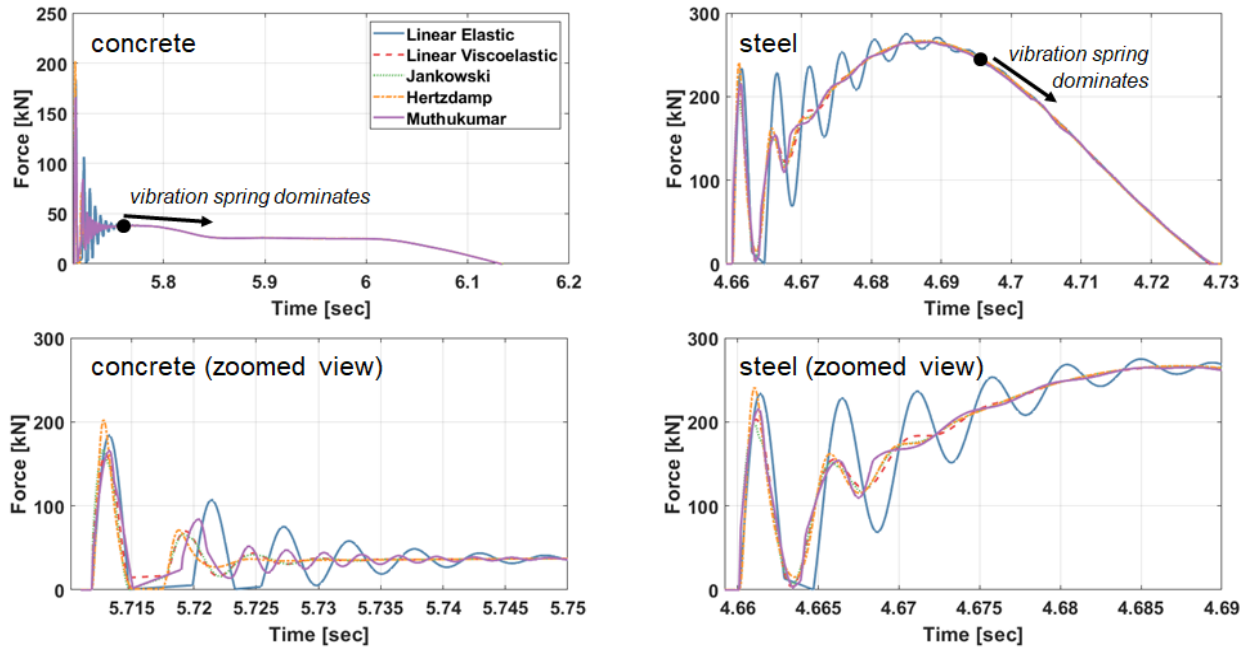 concrete
Force [kN]
250
200
150
100
50
0
Linear Elastic
Linear Viscoelastic
Jankowski
Hertzdamp
Muthukumar
vibration spring dominates
5.8
5.9
6
6.1
6.2
Time [sec]
steel
Force [kN]
300
200
100
0
vibration spring
dominates
4.66
4.67
4.68
4.69
4.7
4.71
4.72
4.73
Time [sec]
concrete (zoomed view)
Force [kN]
300
200
100
0
5.715
5.72
5.725
5.73
5.735
5.74
5.745
5.75
Time [sec]
steel (zoomed view)
Force [kN]
300
200
100
0
4.66
4.665
4.67
4.675
4.68
4.685
4.69
Time [sec]